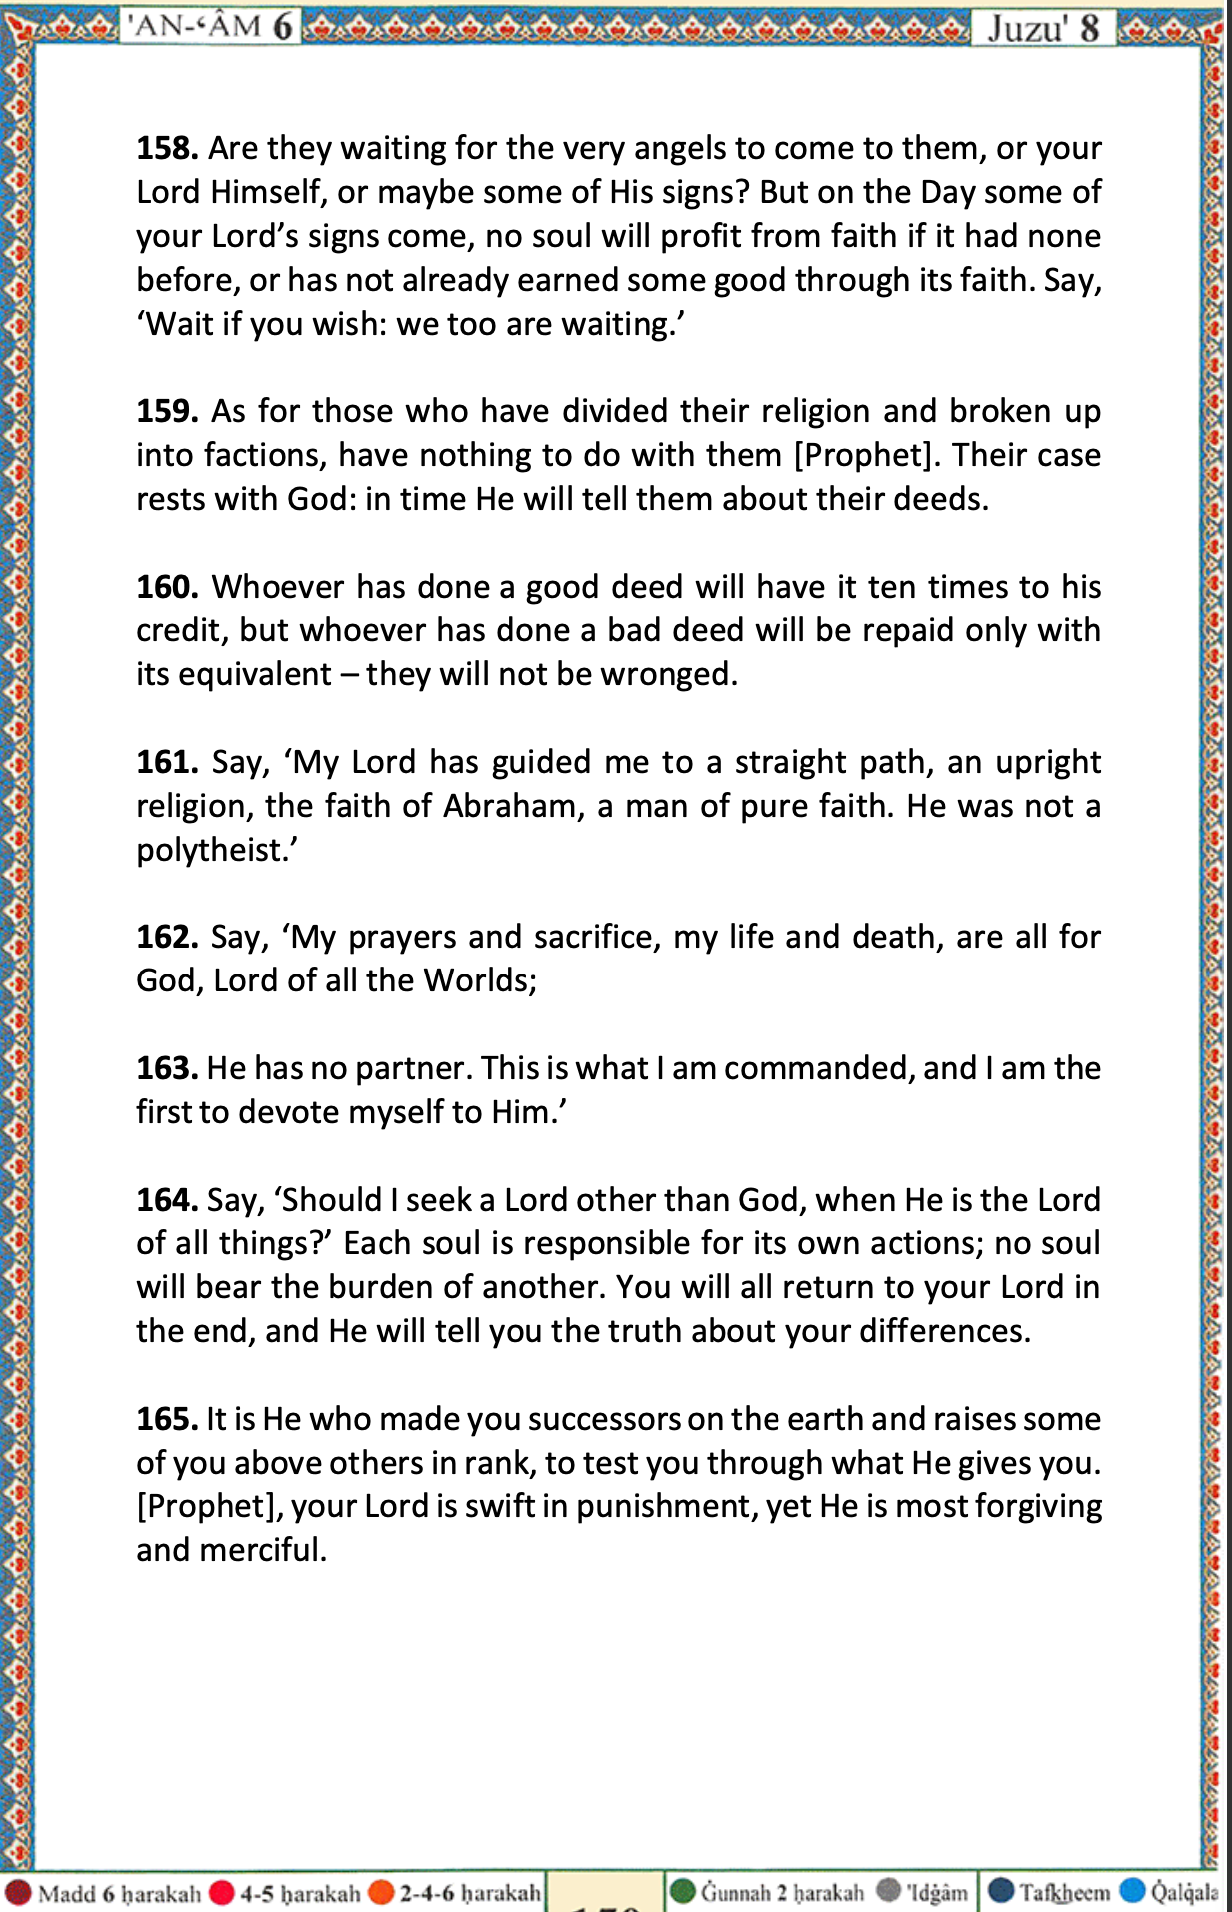 'AN-‘ÂM 6
Juzu' 8
158. Are they waiting for the very angels to come to them, or your
Lord Himself, or maybe some of His signs? But on the Day some of
your Lord’s signs come, no soul will profit from faith if it had none
before, or has not already earned some good through its faith. Say,
‘Wait if you wish: we too are waiting.’
159. As for those who have divided their religion and broken up
into factions, have nothing to do with them [Prophet]. Their case
rests with God: in time He will tell them about their deeds.
160. Whoever has done a good deed will have it ten times to his
credit, but whoever has done a bad deed will be repaid only with
its equivalent – they will not be wronged.
161. Say, ‘My Lord has guided me to a straight path, an upright
religion, the faith of Abraham, a man of pure faith. He was not a
polytheist.’
162. Say, ‘My prayers and sacrifice, my life and death, are all for
God, Lord of all the Worlds;
163. He has no partner. This is what I am commanded, and I am the
first to devote myself to Him.’
164. Say, ‘Should I seek a Lord other than God, when He is the Lord
of all things?’ Each soul is responsible for its own actions; no soul
will bear the burden of another. You will all return to your Lord in
the end, and He will tell you the truth about your differences.
165. It is He who made you successors on the earth and raises some
of you above others in rank, to test you through what He gives you.
[Prophet], your Lord is swift in punishment, yet He is most forgiving
and merciful.
Madd 6 ḥarakah 4-5 ḥarakah 2-4-6 ḥarakah
Ġunnah 2 ḥarakah 'Idġâm
Tafkheem Q̇alq̇ala